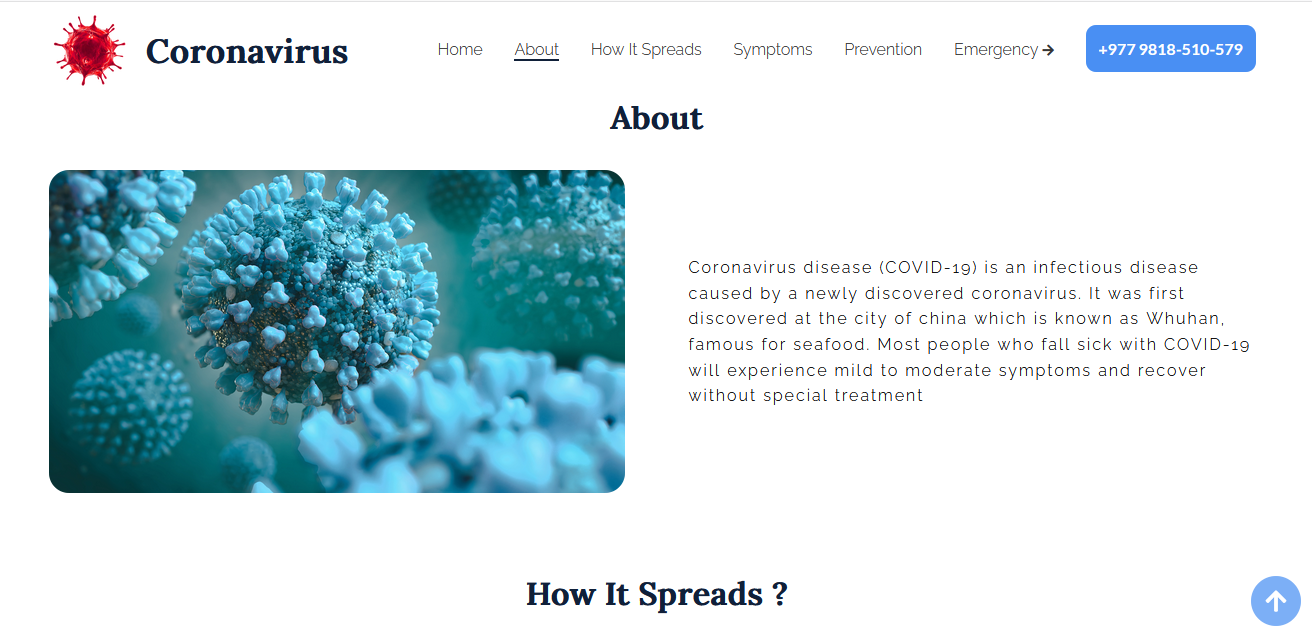 Coronavirus
Home About How It Spreads Symptoms Prevention Emergency → +977 9818-510-579
About
Coronavirus disease (COVID-19) is an infectious disease
caused by a newly discovered coronavirus. It was first
discovered at the city of china which is known as Whuhan,
famous for seafood. Most people who fall sick with COVID-19
will experience mild to moderate symptoms and recover
without special treatment
How It Spreads ?